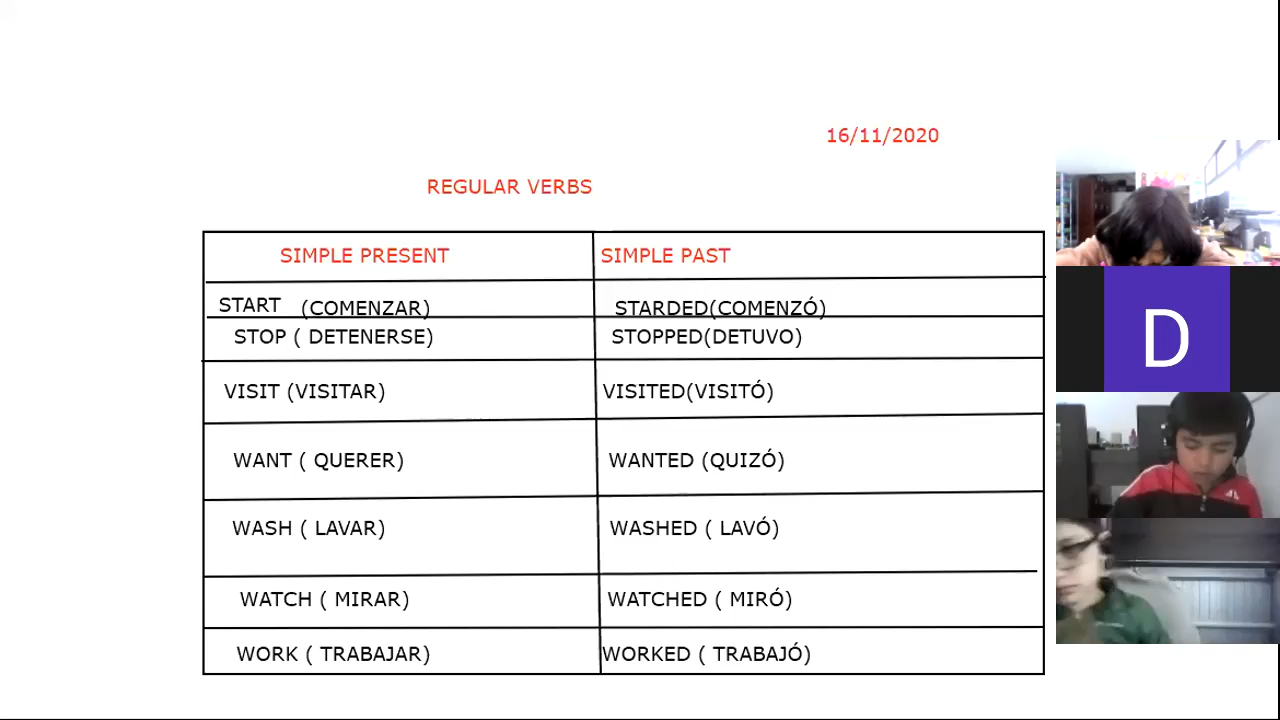 16/11/2020
REGULAR VERBS
SIMPLE PRESENT SIMPLE PAST
START (COMENZAR) STARDED(COMENZÓ)
STOP ( DETENERSE) STOPPED(DETUVO)
VISIT (VISITAR) VISITED(VISITÓ)
WANT ( QUERER) WANTED (QUIZÓ)
WASH ( LAVAR) WASHED ( LAVÓ)
WATCH ( MIRAR) WATCHED ( MIRÓ)
WORK ( TRABAJAR) WORKED ( TRABAJÓ)
D